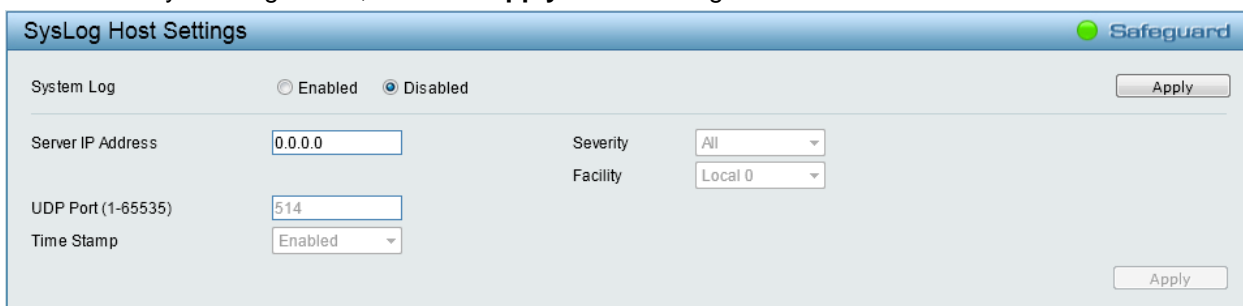 SysLog Host Settings Safeguard
System Log Enabled Disabled Apply
Server IP Address 0.0.0.0 Severity All
Facility Local 0
UDP Port (1-65535) 514
Time Stamp Enabled
Apply